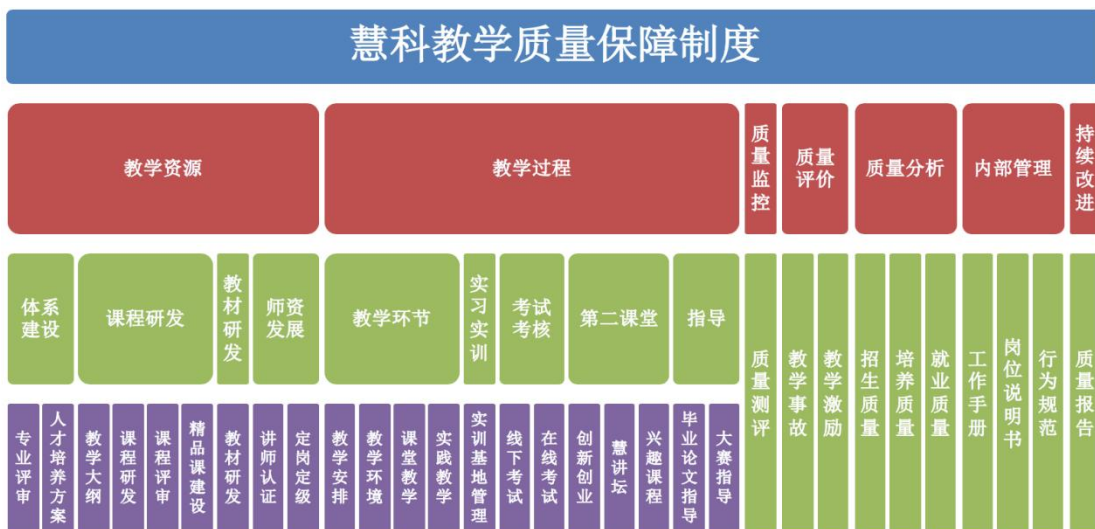 慧科教学质量保障制度
教学资源
教学过程
质量监控
质量
评价
质量分析
内部管理
持续改进
体系
建设
课程研发
教材研发
师资
发展
教学环节
实习实训
考试
考核
第二课堂
指导
质量测评
教学事故
教学激励
招生质量
培养质量
就业质量
工作手册
岗位说明书
行为规范
质量报告
专业评审
人才培养方案
教学大纲
课程研发
课程评审
精品课建设
教材研发
讲师认证
定岗定级
教学安排
教学环境
课堂教学
实践教学
实训基地管理
线下考试
在线考试
创新创业
慧讲坛
兴趣课程
毕业论文指导
大赛指导